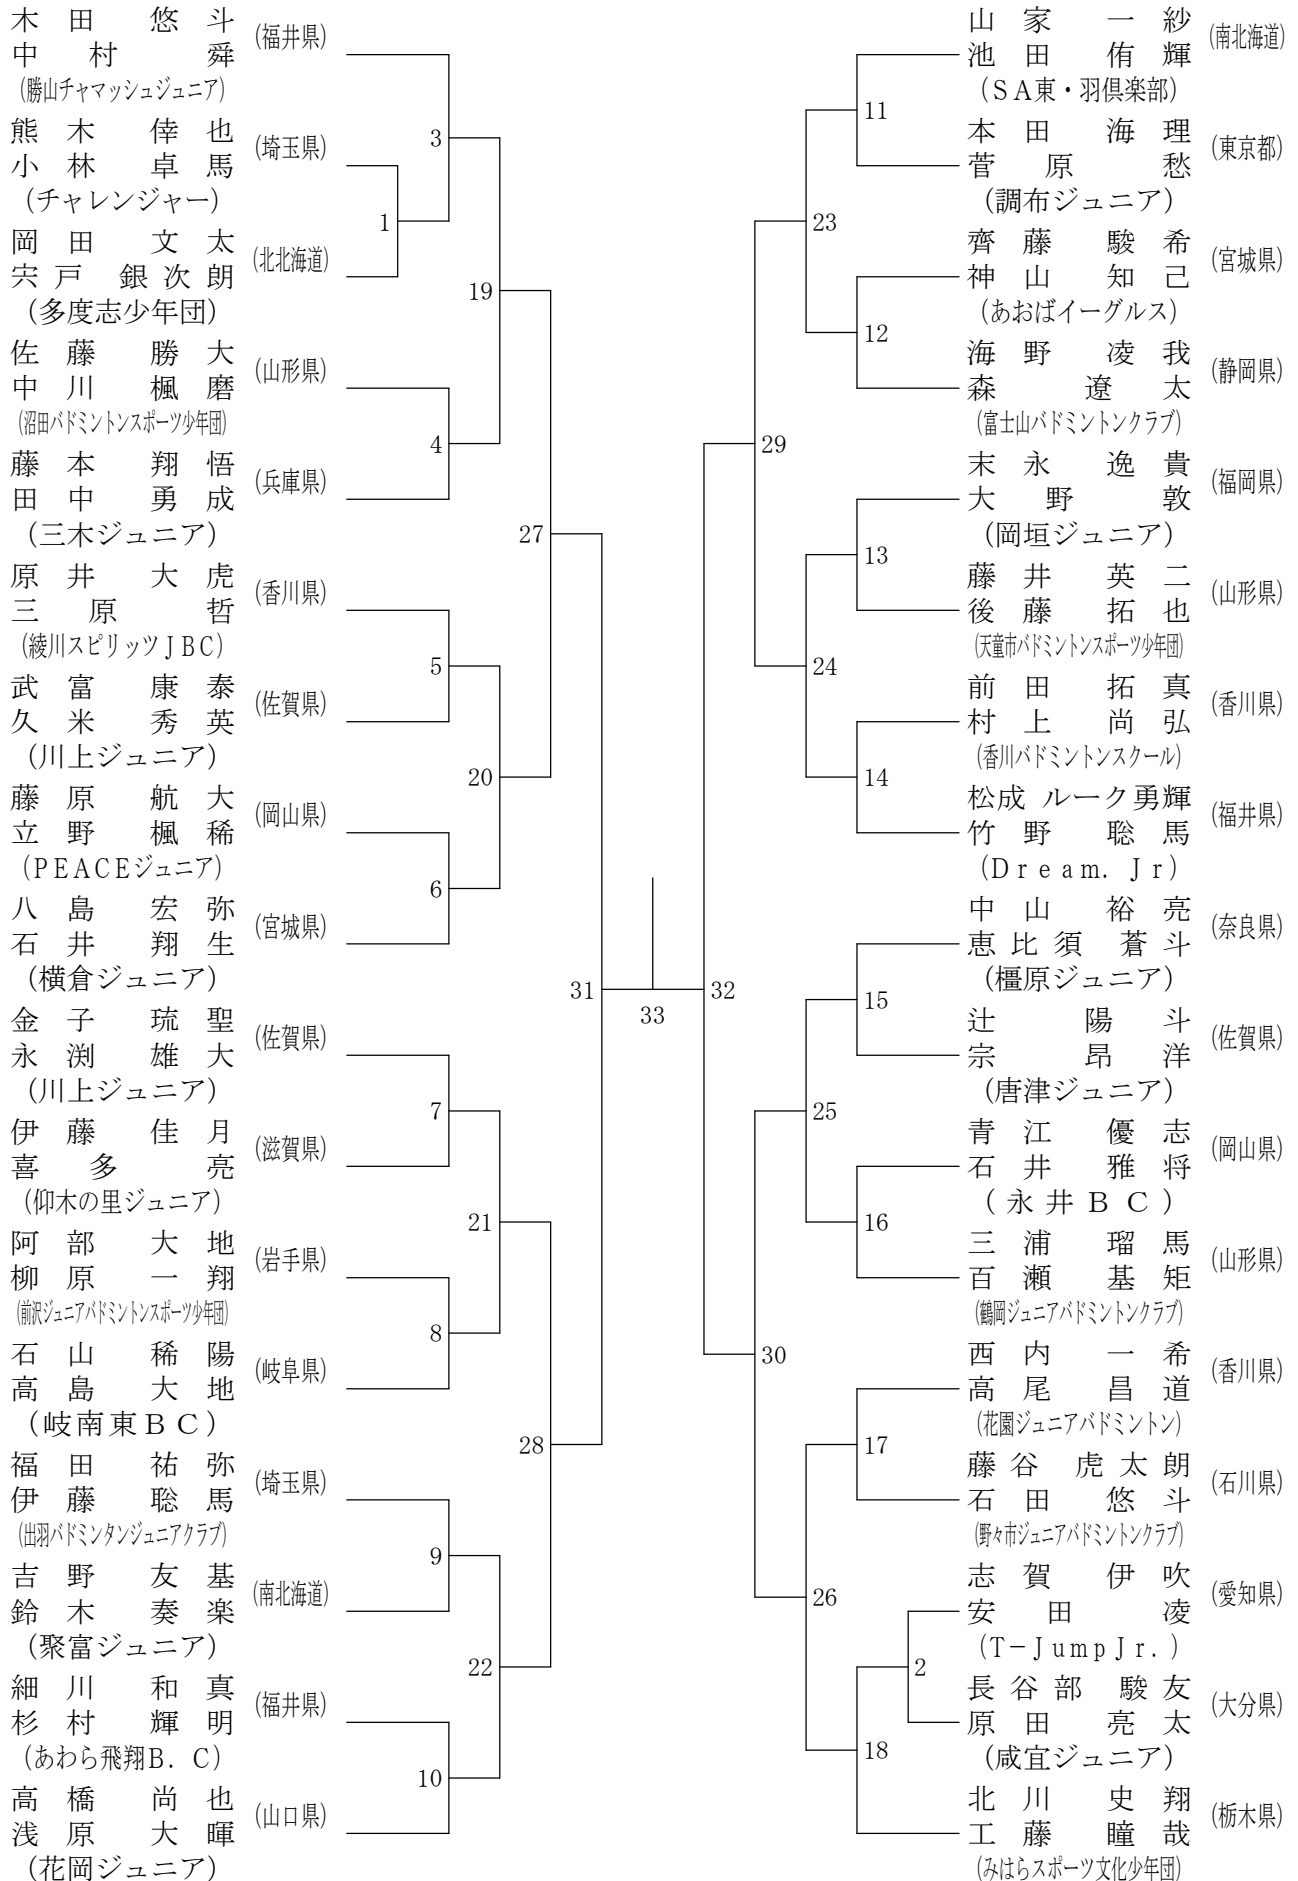 木田 悠斗
中村 舜
(福井県)
(勝山チャマッシュジュニア)
熊木 倖也
小林 卓馬
(埼玉県)
(チャレンジャー)
岡田 文太
宍戸 銀次朗
(北北海道)
(多度志少年団)
佐藤 勝大
中川 楓磨
(山形県)
(沼田バドミントンスポーツ少年団)
藤本 翔悟
田中 勇成
(兵庫県)
(三木ジュニア)
原井 大虎
三原 哲
(香川県)
(綾川スピリッツJBC)
武富 康泰
久米 秀英
(佐賀県)
(川上ジュニア)
藤原 航大
立野 楓稀
(岡山県)
(PEACEジュニア)
八島 宏弥
石井 翔生
(宮城県)
(横倉ジュニア)
金子 琉聖
永渕 雄大
(佐賀県)
(川上ジュニア)
伊藤 佳月
喜多 亮
(滋賀県)
(仰木の里ジュニア)
阿部 大地
柳原 一翔
(岩手県)
(前沢ジュニアバドミントンスポーツ少年団)
石山 稀陽
高島 大地
(岐阜県)
(岐南東BC)
福田 祐弥
伊藤 聡馬
(埼玉県)
(出羽バドミンタンジュニアクラブ)
吉野 友基
鈴木 奏楽
(南北海道)
(聚富ジュニア)
細川 和真
杉村 輝明
(福井県)
(あわら飛翔B.C)
高橋 尚也
浅原 大暉
(山口県)
(花岡ジュニア)
1
3
4
5
6
7
8
9
10
19
20
21
22
27
28
31
33
32
29
30
23
24
25
26
11
12
13
14
15
16
17
18
2
山家 一紗
池田 侑輝
(南北海道)
(SA東・羽倶楽部)
本田 海理
菅原 愁
(東京都)
(調布ジュニア)
齊藤 駿希
神山 知己
(宮城県)
(あおばイーグルス)
海野 凌我
森 遼太
(静岡県)
(富士山バドミントンクラブ)
末永 逸貴
大野 敦
(福岡県)
(岡垣ジュニア)
藤井 英二
後藤 拓也
(山形県)
(天童市バドミントンスポーツ少年団)
前田 拓真
村上 尚弘
(香川県)
(香川バドミントンスクール)
松成 ルーク勇輝
竹野 聡馬
(福井県)
(Dream.Jr)
中山 裕亮
恵比須 蒼斗
(奈良県)
(橿原ジュニア)
辻 陽斗
宗 昂洋
(佐賀県)
(唐津ジュニア)
青江 優志
石井 雅将
(岡山県)
(永井BC)
三浦 瑠馬
百瀬 基矩
(山形県)
(鶴岡ジュニアバドミントンクラブ)
西内 一希
高尾 昌道
(香川県)
(花園ジュニアバドミントン)
藤谷 虎太朗
石田 悠斗
(石川県)
(野々市ジュニアバドミントンクラブ)
志賀 伊吹
安田 凌
(愛知県)
(T-JumpJr.)
長谷部 駿友
原田 亮太
(大分県)
(咸宜ジュニア)
北川 史翔
工藤 瞳哉
(栃木県)
(みはらスポーツ文化少年団)